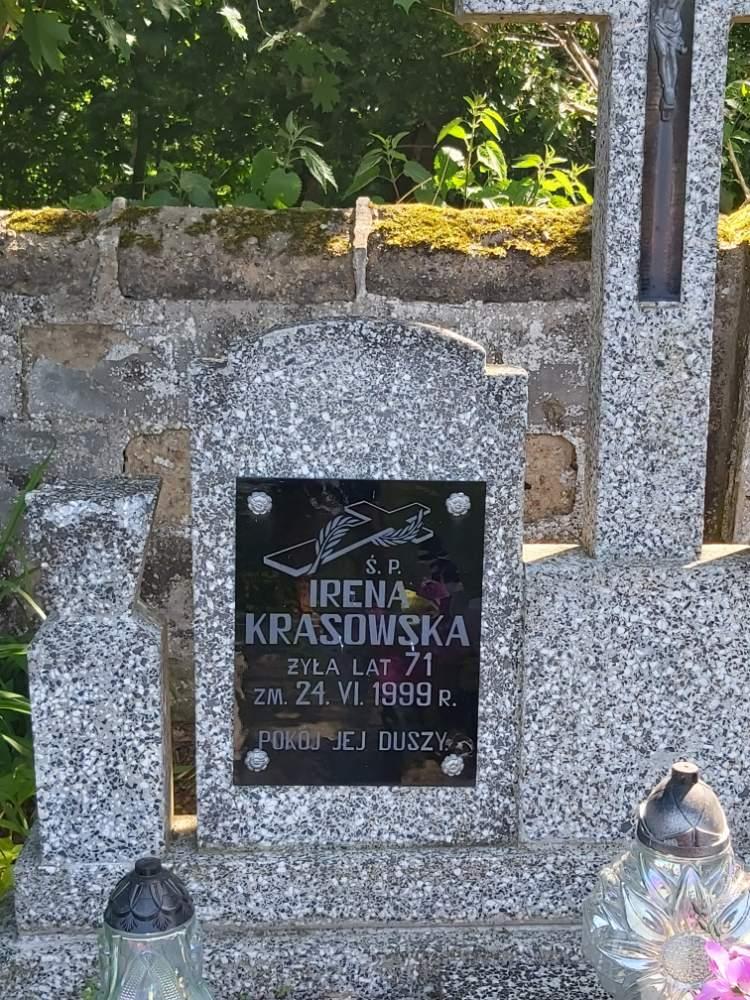 Ś. P.
IRENA
KRASOWSKA
ŻYŁA LAT 71
ZM. 24. VI. 1999 R.
POKÓJ JEJ DUSZY.